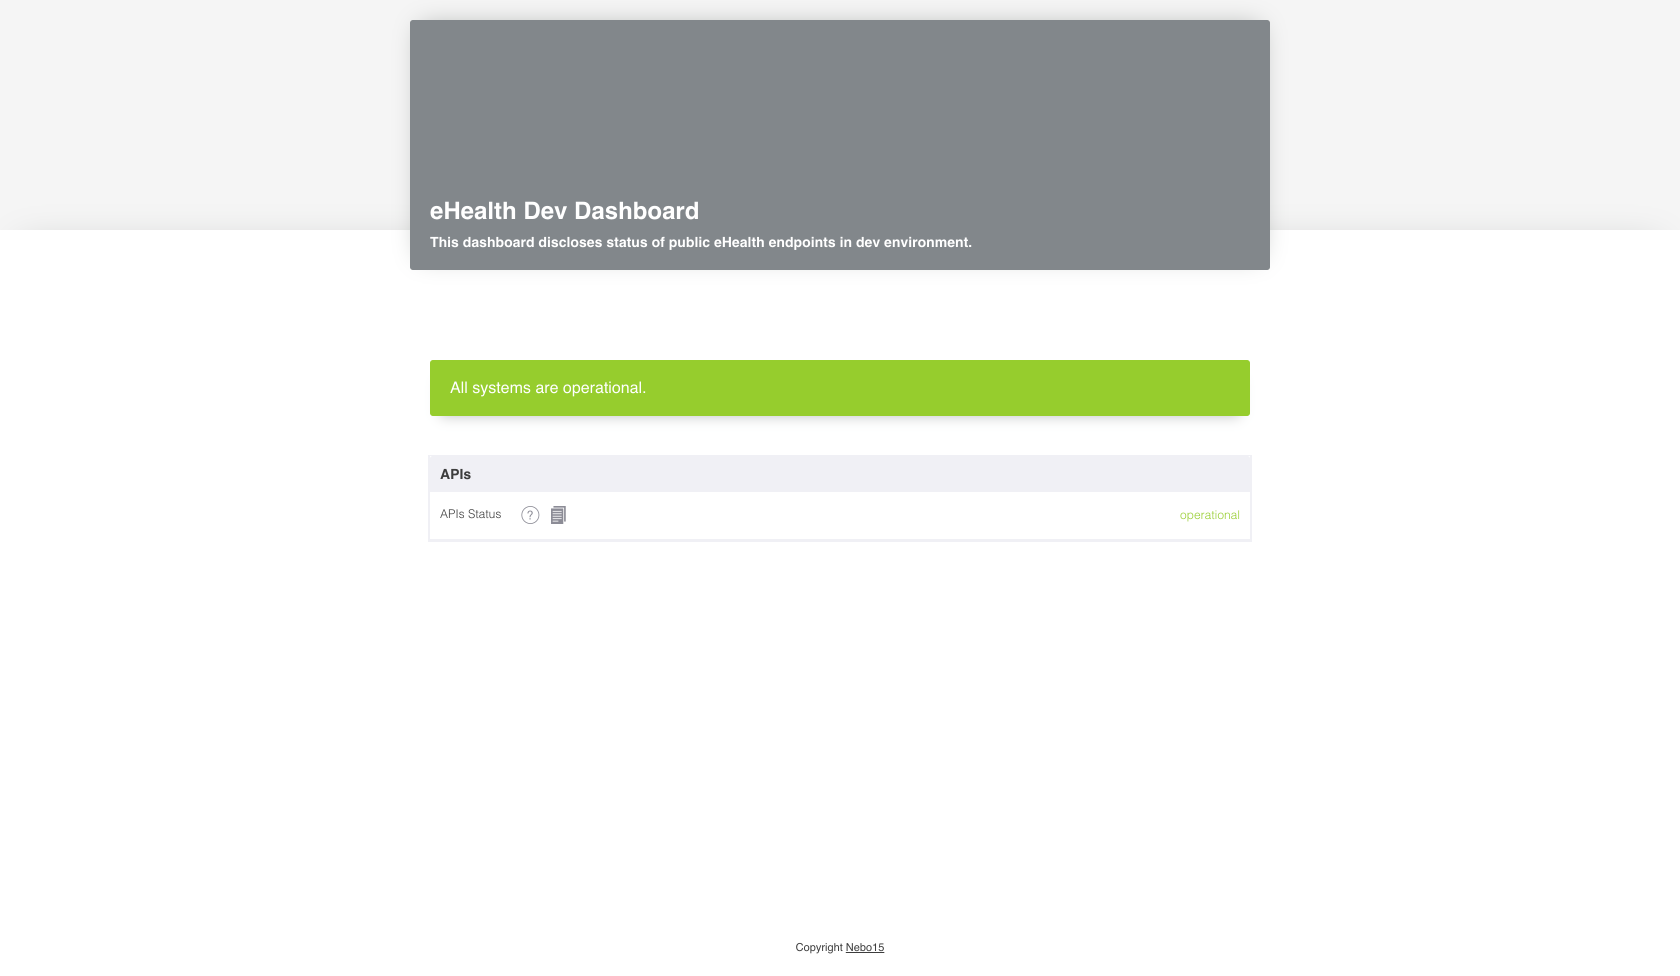 eHealth Dev Dashboard
This dashboard discloses status of public eHealth endpoints in dev environment.
All systems are operational.
APIs
APIs Status ? operational
Copyright Nebo15